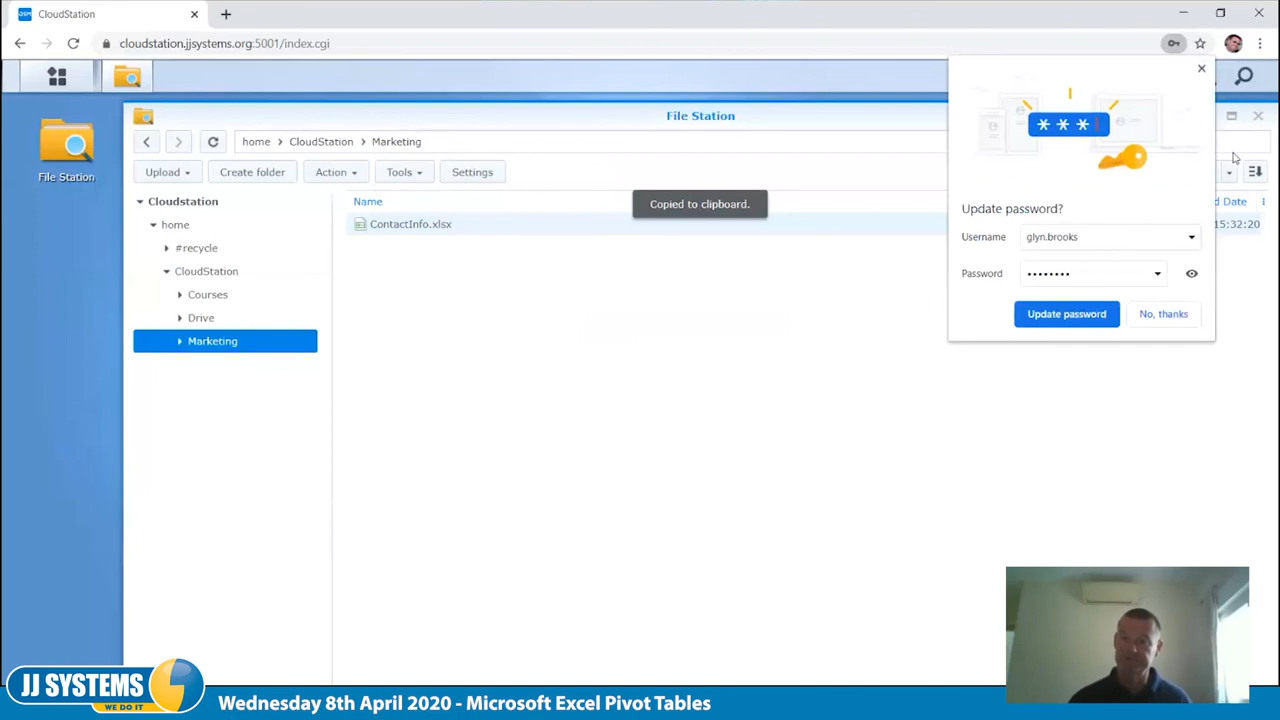 CloudStation
cloudstation.jjsystems.org:5001/index.cgi
File Station
home CloudStation Marketing
Upload Create folder Action Tools Settings
Cloudstation
home
#recycle
CloudStation
Courses
Drive
Marketing
Name
ContactInfo.xlsx
Copied to clipboard.
d Date
15:32:20
Update password?
Username glyn.brooks
Password ••••••••
Update password No, thanks
File Station
JJ SYSTEMS
WE DO IT
Wednesday 8th April 2020 - Microsoft Excel Pivot Tables